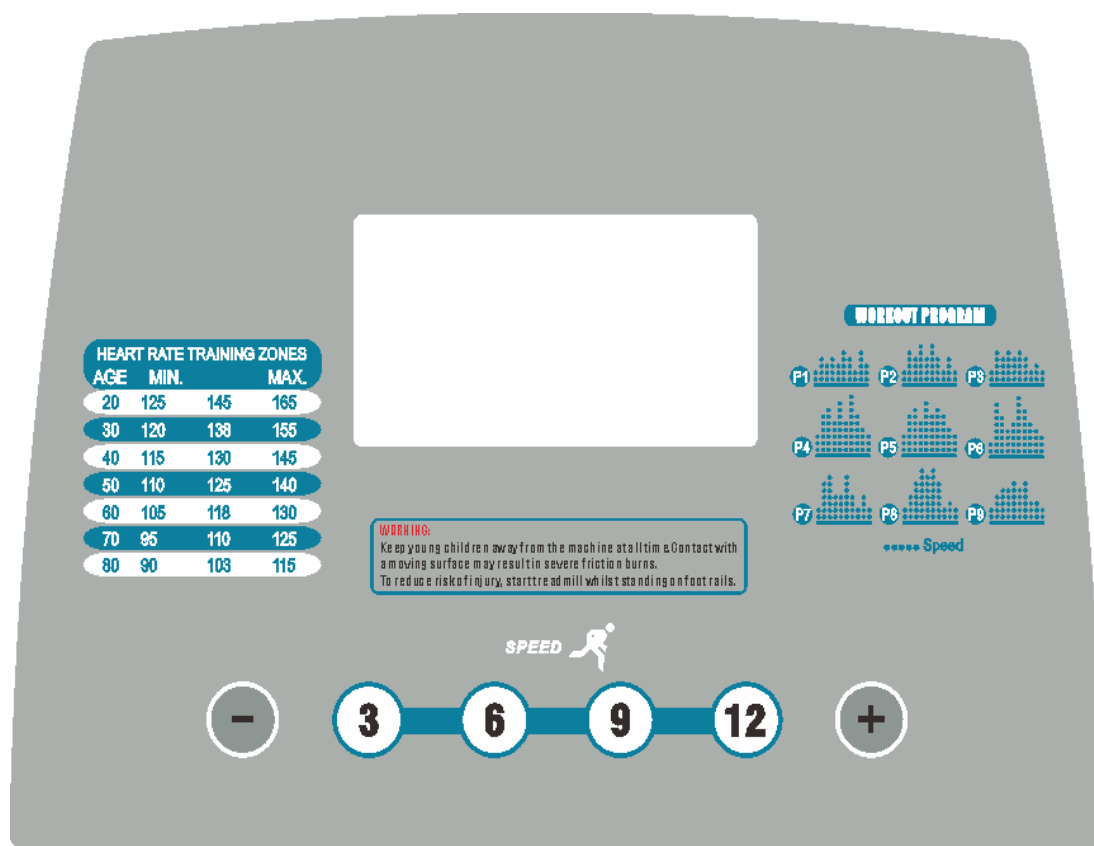 WORKOUT PROGRAM
HEART RATE TRAINING ZONES
AGE MIN. MAX.
20 125 145 165
30 120 138 155
40 115 130 145
50 110 125 140
60 105 118 130
70 95 110 125
80 90 103 115
P1 P2 P3
P4 P5 P6
P7 P8 P9
Speed
WORNING:
Keep young children away from the machine at all time.Contact with
a moving surface may result in severe friction burns.
To reduce risk of injury, start treadmill whilst standing on foot rails.
SPEED
- 3 6 9 12 +